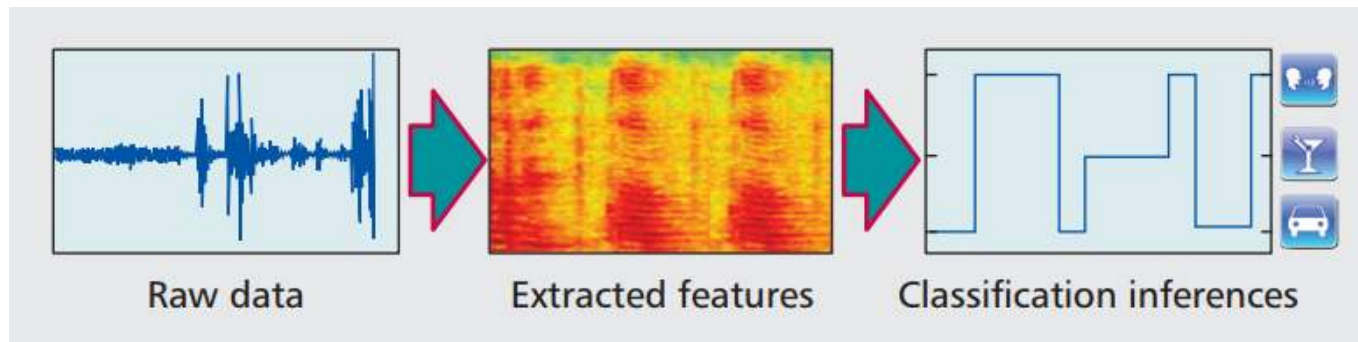 Raw data
Extracted features
Classification inferences